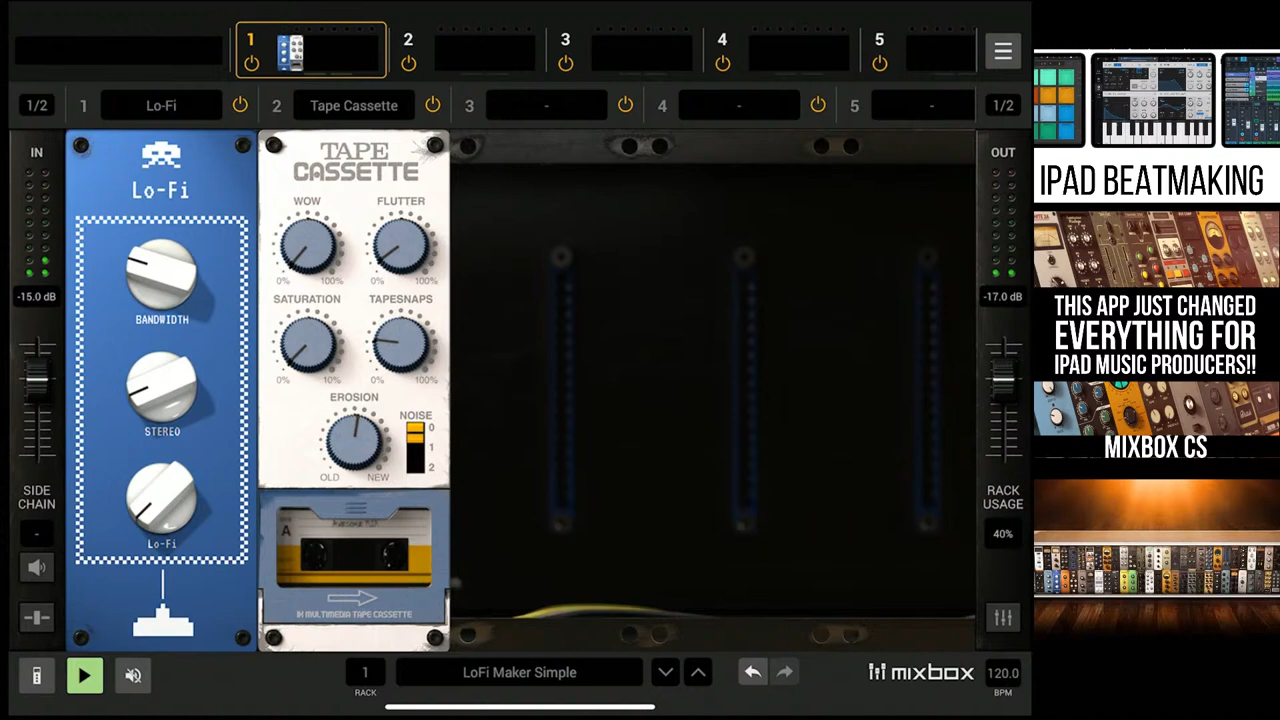 1
2
3
4
5
1/2
1
Lo-Fi
2
Tape Cassette
3
-
4
-
5
-
1/2
IN
-15.0 dB
SIDE
CHAIN
-
Lo-Fi
BANDWIDTH
STEREO
Lo-Fi
TAPE
CASSETTE
WOW
FLUTTER
0% 100%
0% 100%
SATURATION
TAPESNAPS
0% 10%
0% 100%
EROSION
OLD NEW
NOISE
0
1
2
A
IK MULTIMEDIA TAPE CASSETTE
OUT
-17.0 dB
RACK
USAGE
40%
1
RACK
LoFi Maker Simple
mixbox
120.0
BPM
IPAD BEATMAKING
THIS APP JUST CHANGED
EVERYTHING FOR
IPAD MUSIC PRODUCERS!!
MIXBOX CS